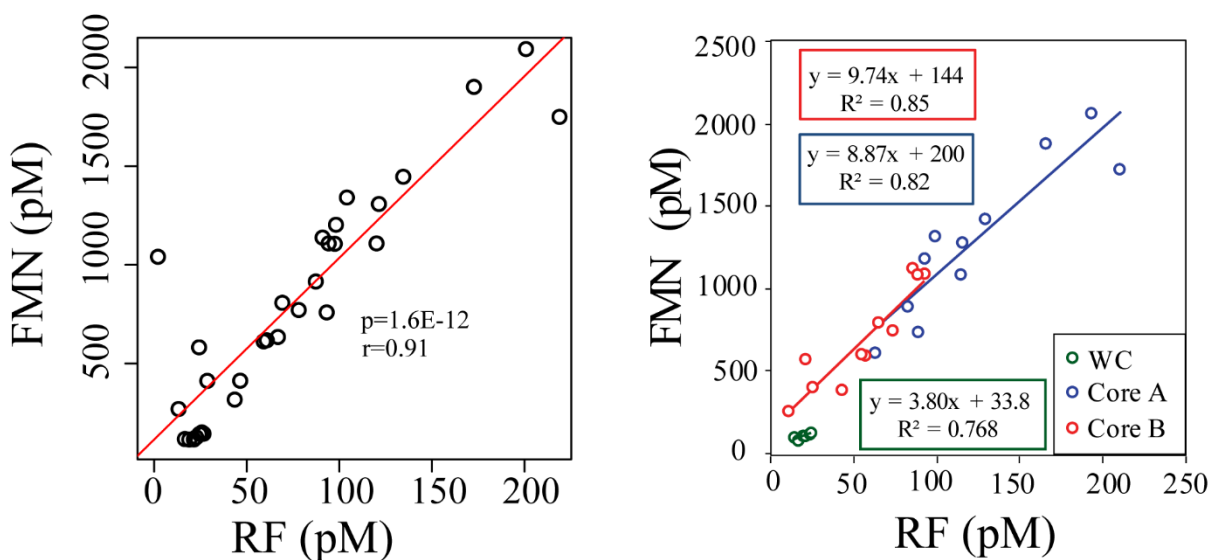 FMN (pM)
2000
1500
1000
500
p=1.6E-12
r=0.91
0
50
100
150
200
RF (pM)
FMN (pM)
2500
2000
1500
1000
500
0
y = 9.74x + 144
R² = 0.85
y = 8.87x + 200
R² = 0.82
y = 3.80x + 33.8
R² = 0.768
WC
Core A
Core B
0
50
100
150
200
250
RF (pM)